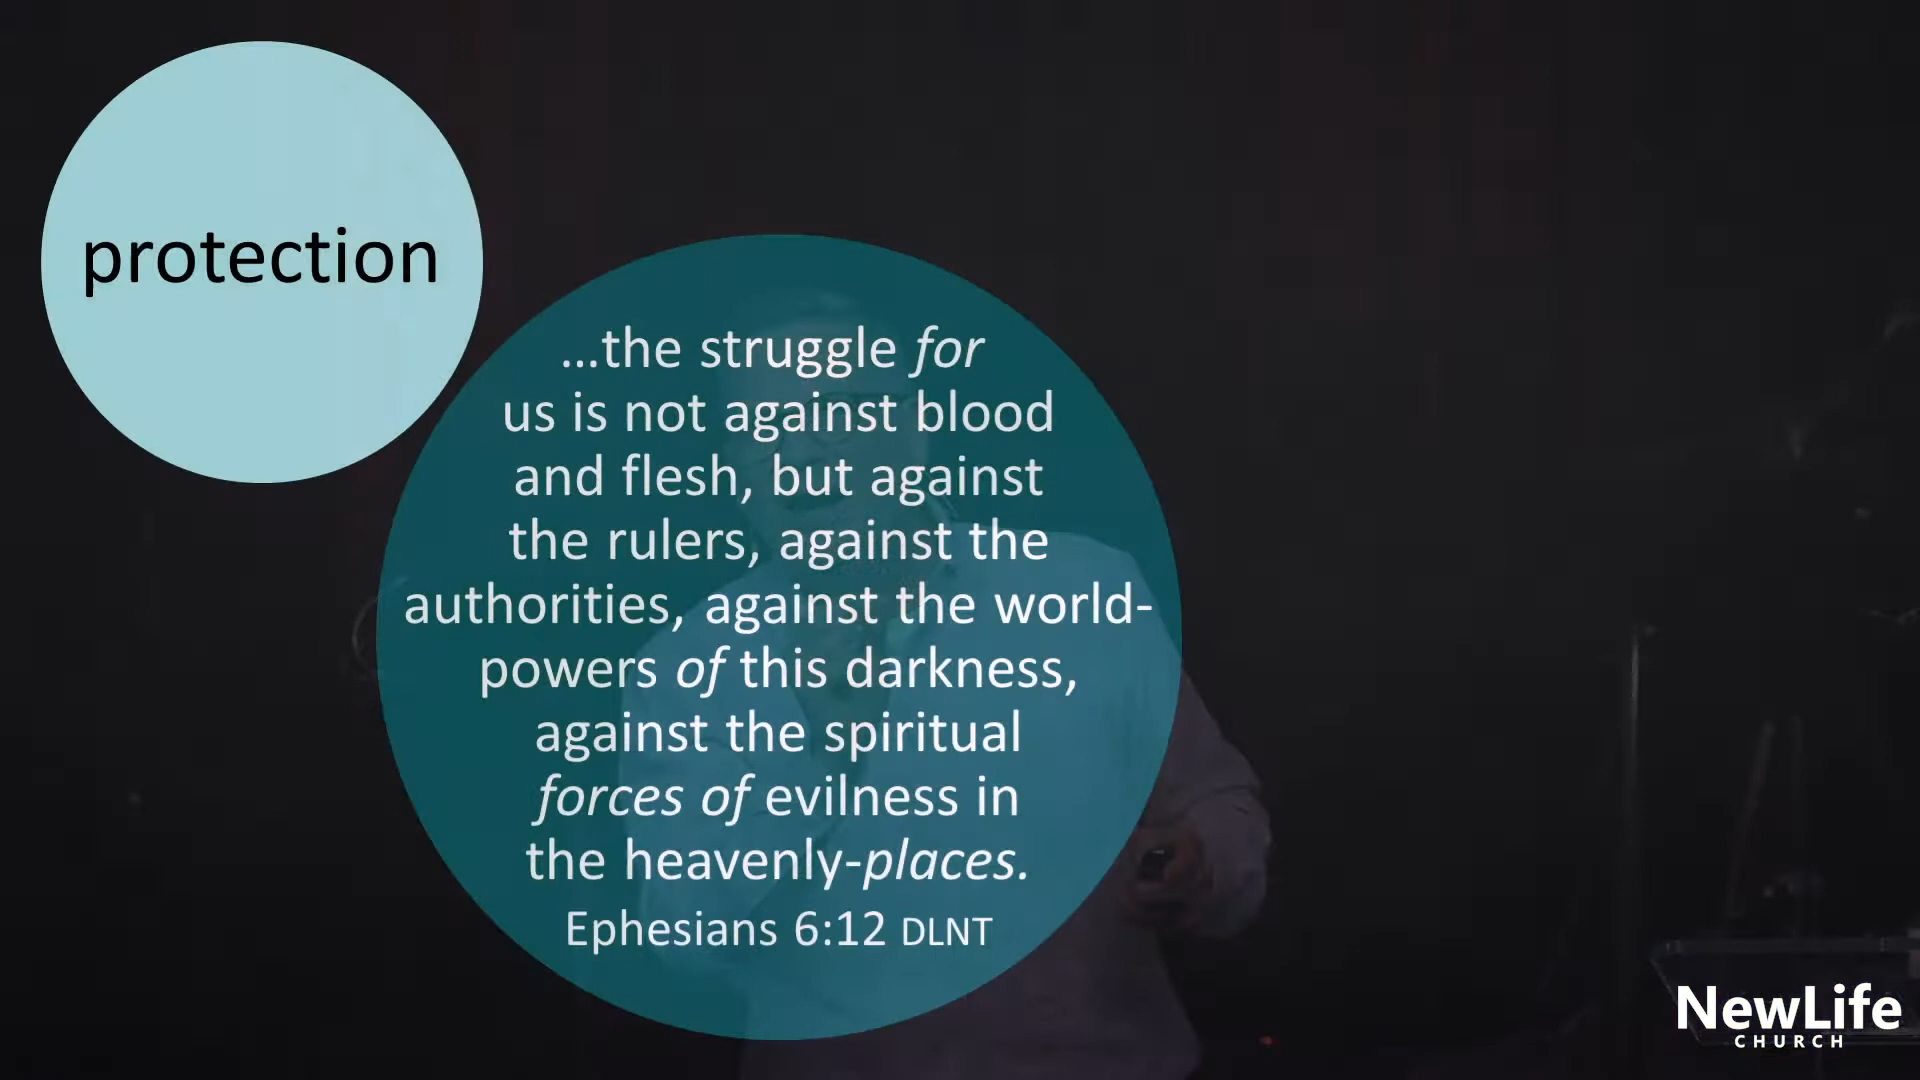 protection
...the struggle for
us is not against blood
and flesh, but against
the rulers, against the
authorities, against the world-
powers of this darkness,
against the spiritual
forces of evilness in
the heavenly-places.
Ephesians 6:12 DLNT
NewLife
CHURCH